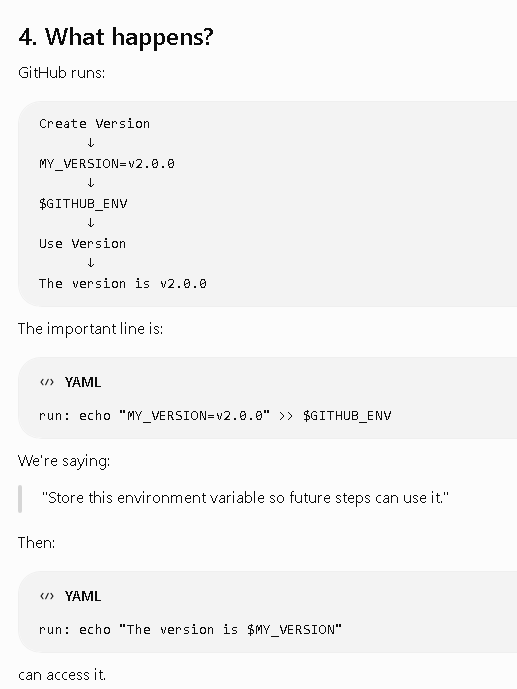 4. What happens?
GitHub runs:
Create Version
↓
MY_VERSION=v2.0.0
↓
$GITHUB_ENV
↓
Use Version
↓
The version is v2.0.0
The important line is:
</> YAML
run: echo "MY_VERSION=v2.0.0" >> $GITHUB_ENV
We're saying:
"Store this environment variable so future steps can use it."
Then:
</> YAML
run: echo "The version is $MY_VERSION"
can access it.